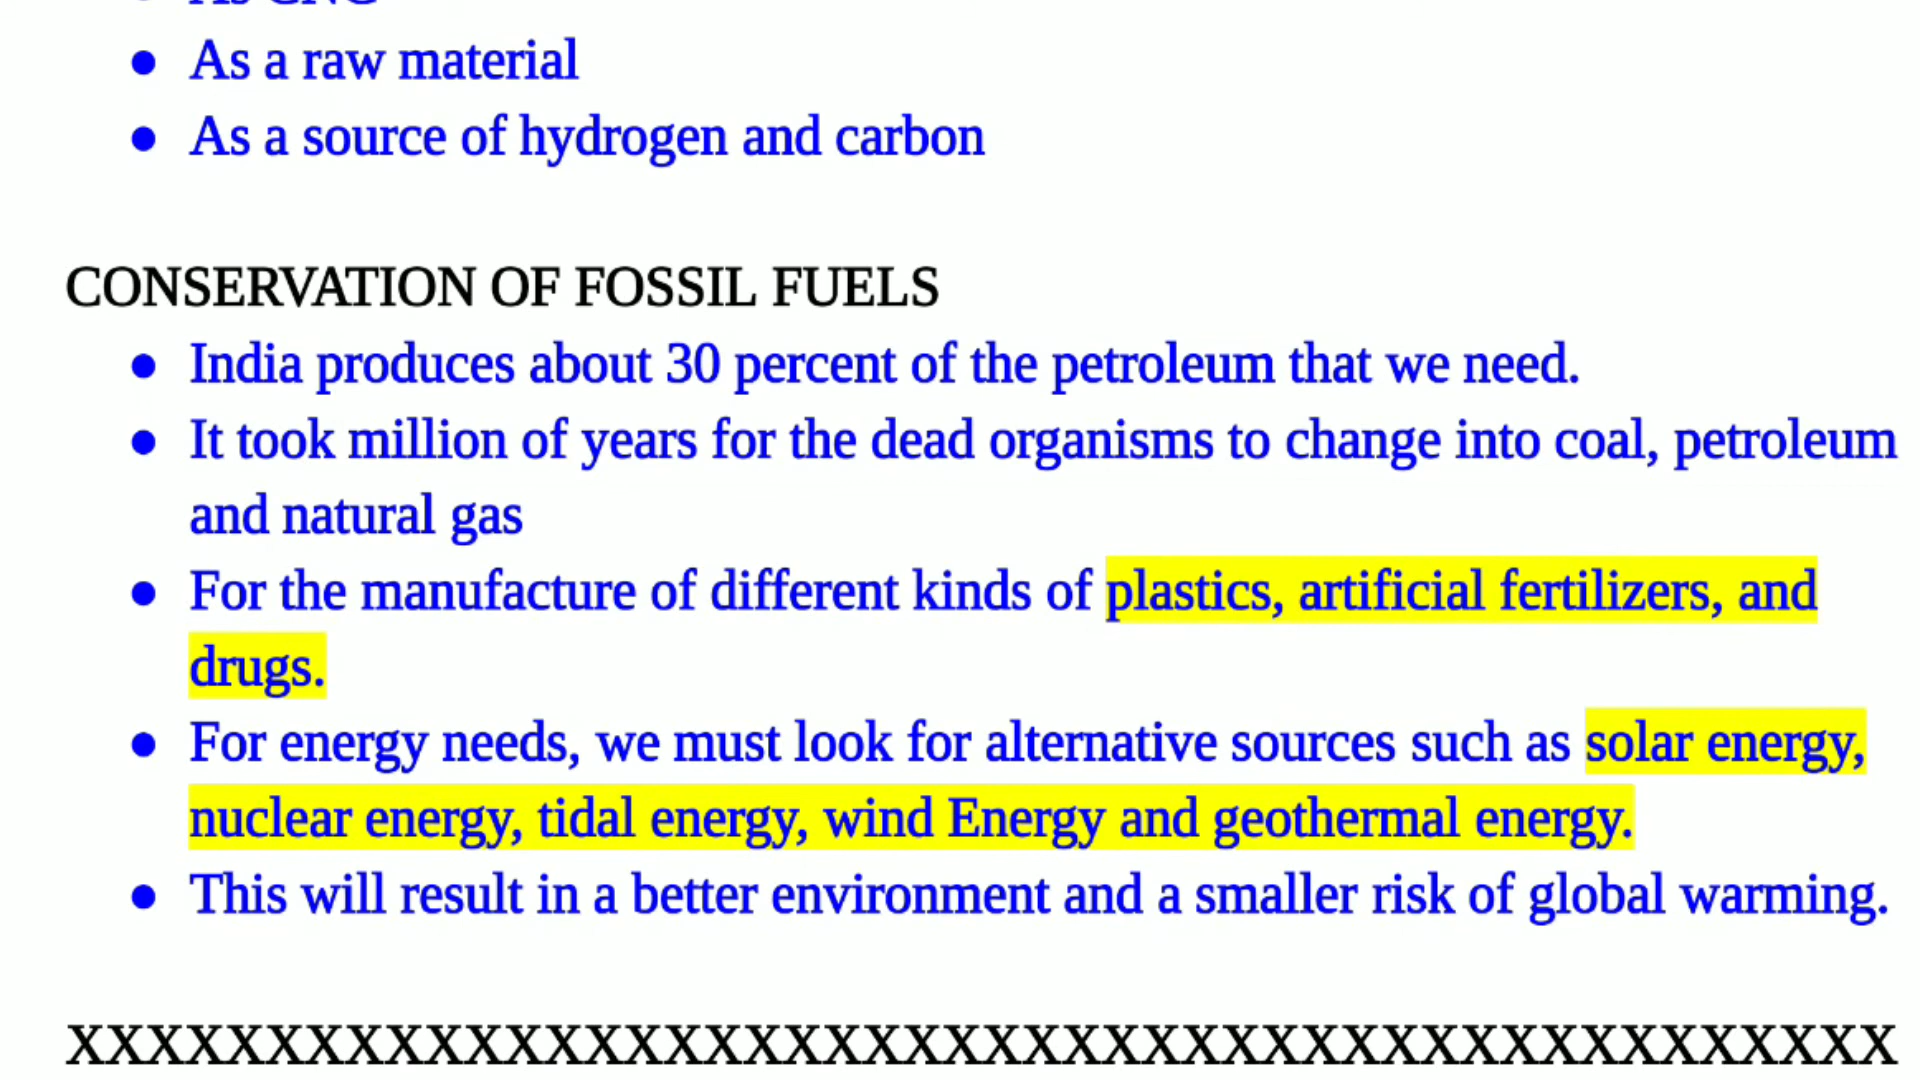 As CNG
● As a raw material
● As a source of hydrogen and carbon
CONSERVATION OF FOSSIL FUELS
● India produces about 30 percent of the petroleum that we need.
● It took million of years for the dead organisms to change into coal, petroleum
and natural gas
● For the manufacture of different kinds of plastics, artificial fertilizers, and
drugs.
● For energy needs, we must look for alternative sources such as solar energy,
nuclear energy, tidal energy, wind Energy and geothermal energy.
● This will result in a better environment and a smaller risk of global warming.
XXXXXXXXXXXXXXXXXXXXXXXXXXXXXXXXXXXXXXXXXXXXX